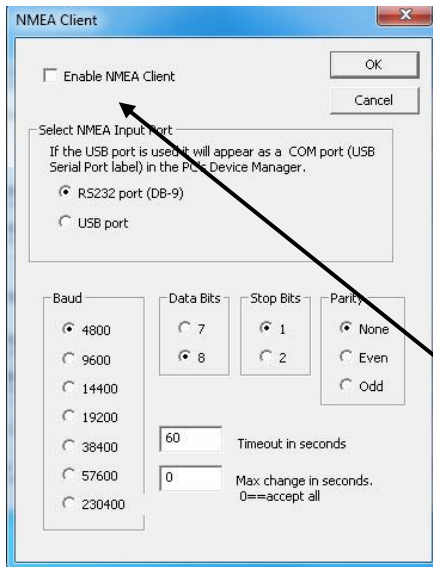 NMEA Client
Enable NMEA Client
OK
Cancel
Select NMEA Input Port
If the USB port is used it will appear as a COM port (USB
Serial Port label) in the PC's Device Manager.
RS232 port (DB-9)
USB port
Baud
4800
9600
14400
19200
38400
57600
230400
Data Bits
7
8
Stop Bits
1
2
Parity
None
Even
Odd
60
Timeout in seconds
0
Max change in seconds.
0==accept all